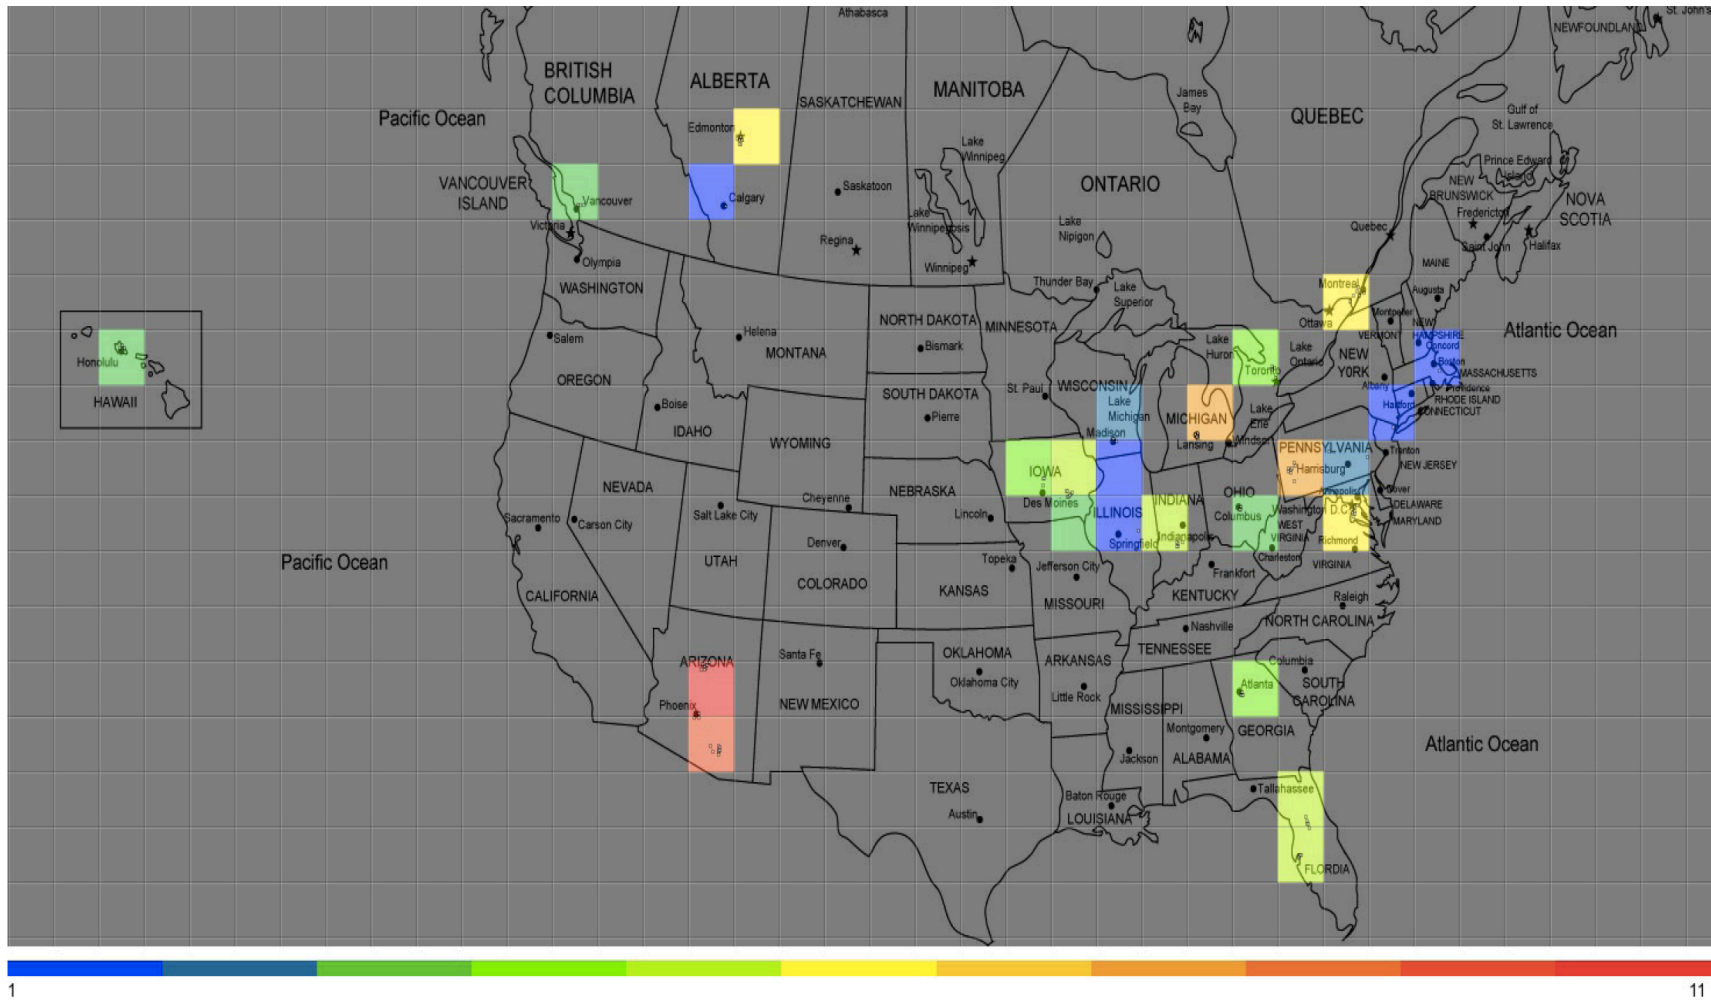 Athabasca
St. John's
NEWFOUNDLAND
BRITISH
COLUMBIA
ALBERTA
SASKATCHEWAN
MANITOBA
James
Bay
QUEBEC
Gulf of
St. Lawrence
Pacific Ocean
Edmonton
Lake
Winnipeg
Prince Edward
Island
VANCOUVER
ISLAND
Vancouver
Calgary
Saskatoon
ONTARIO
NEW
BRUNSWICK
NOVA
SCOTIA
Fredericton
Lake
Winnipegosis
Lake
Nipigon
Victoria
Regina
Quebec
Saint John
Halifax
Olympia
Winnipeg
MAINE
WASHINGTON
Thunder Bay
Lake
Superior
Montreal
Augusta
Ottawa
Montpelier
NORTH DAKOTA
MINNESOTA
VERMONT
NEW
HAMPSHIRE
Concord
Atlantic Ocean
Salem
Helena
MONTANA
Bismark
Lake
Huron
Lake
Ontario
NEW
YORK
Honolulu
HAWAII
OREGON
Toronto
Boston
MASSACHUSETTS
St. Paul
WISCONSIN
Albany
Providence
SOUTH DAKOTA
Pierre
Lake
Michigan
MICHIGAN
Lake
Erie
Hartford
RHODE ISLAND
CONNECTICUT
Boise
IDAHO
WYOMING
Madison
Lansing
Windsor
PENNSYLVANIA
Harrisburg
Trenton
NEW JERSEY
IOWA
NEVADA
NEBRASKA
Des Moines
INDIANA
OHIO
Annapolis
Dover
DELAWARE
MARYLAND
Cheyenne
Sacramento
Carson City
Salt Lake City
Lincoln
ILLINOIS
Columbus
Washington D.C.
WEST
VIRGINIA
Springfield
Indianapolis
Richmond
Denver
Pacific Ocean
UTAH
COLORADO
Topeka
Jefferson City
Charleston
VIRGINIA
Frankfort
CALIFORNIA
KANSAS
MISSOURI
KENTUCKY
Raleigh
NORTH CAROLINA
Nashville
TENNESSEE
ARIZONA
Santa Fe
OKLAHOMA
Oklahoma City
ARKANSAS
Columbia
SOUTH
CAROLINA
Atlanta
Little Rock
Phoenix
NEW MEXICO
MISSISSIPPI
Montgomery
GEORGIA
Atlantic Ocean
Jackson
ALABAMA
TEXAS
Tallahassee
Baton Rouge
LOUISIANA
Austin
FLORDIA
1
11